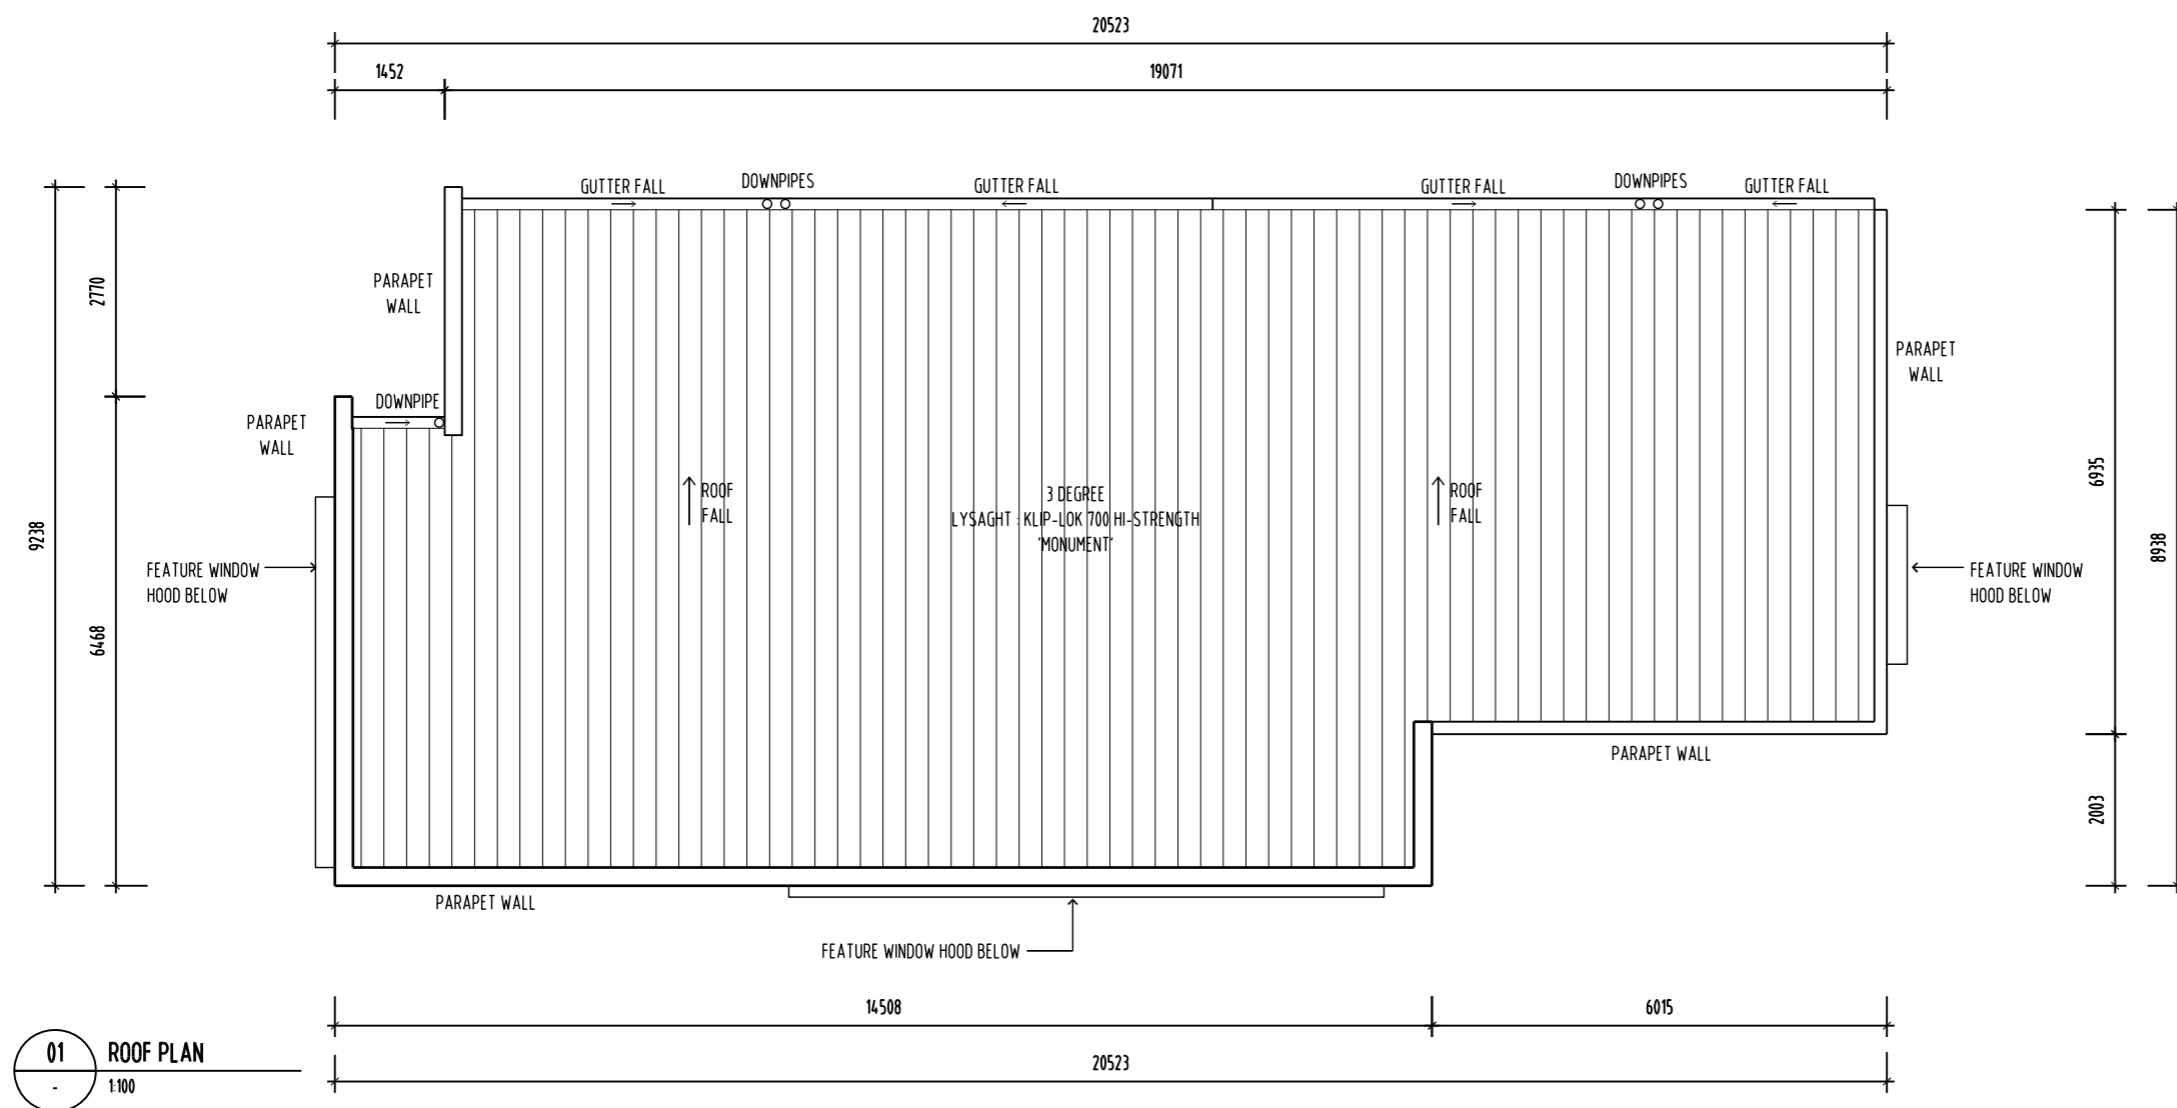 20523
1452
19071
GUTTER FALL
DOWNPIPES
GUTTER FALL
GUTTER FALL
DOWNPIPES
GUTTER FALL
2770
PARAPET
WALL
PARAPET
WALL
DOWNPIPE
PARAPET
WALL
9238
6468
ROOF
FALL
3 DEGREE
LYSAGHT : KLIP-LOK 700 HI-STRENGTH
'MONUMENT'
ROOF
FALL
6935
8938
FEATURE WINDOW
HOOD BELOW
FEATURE WINDOW
HOOD BELOW
PARAPET WALL
2003
PARAPET WALL
FEATURE WINDOW HOOD BELOW
14508
6015
01
ROOF PLAN
-
1:100
20523